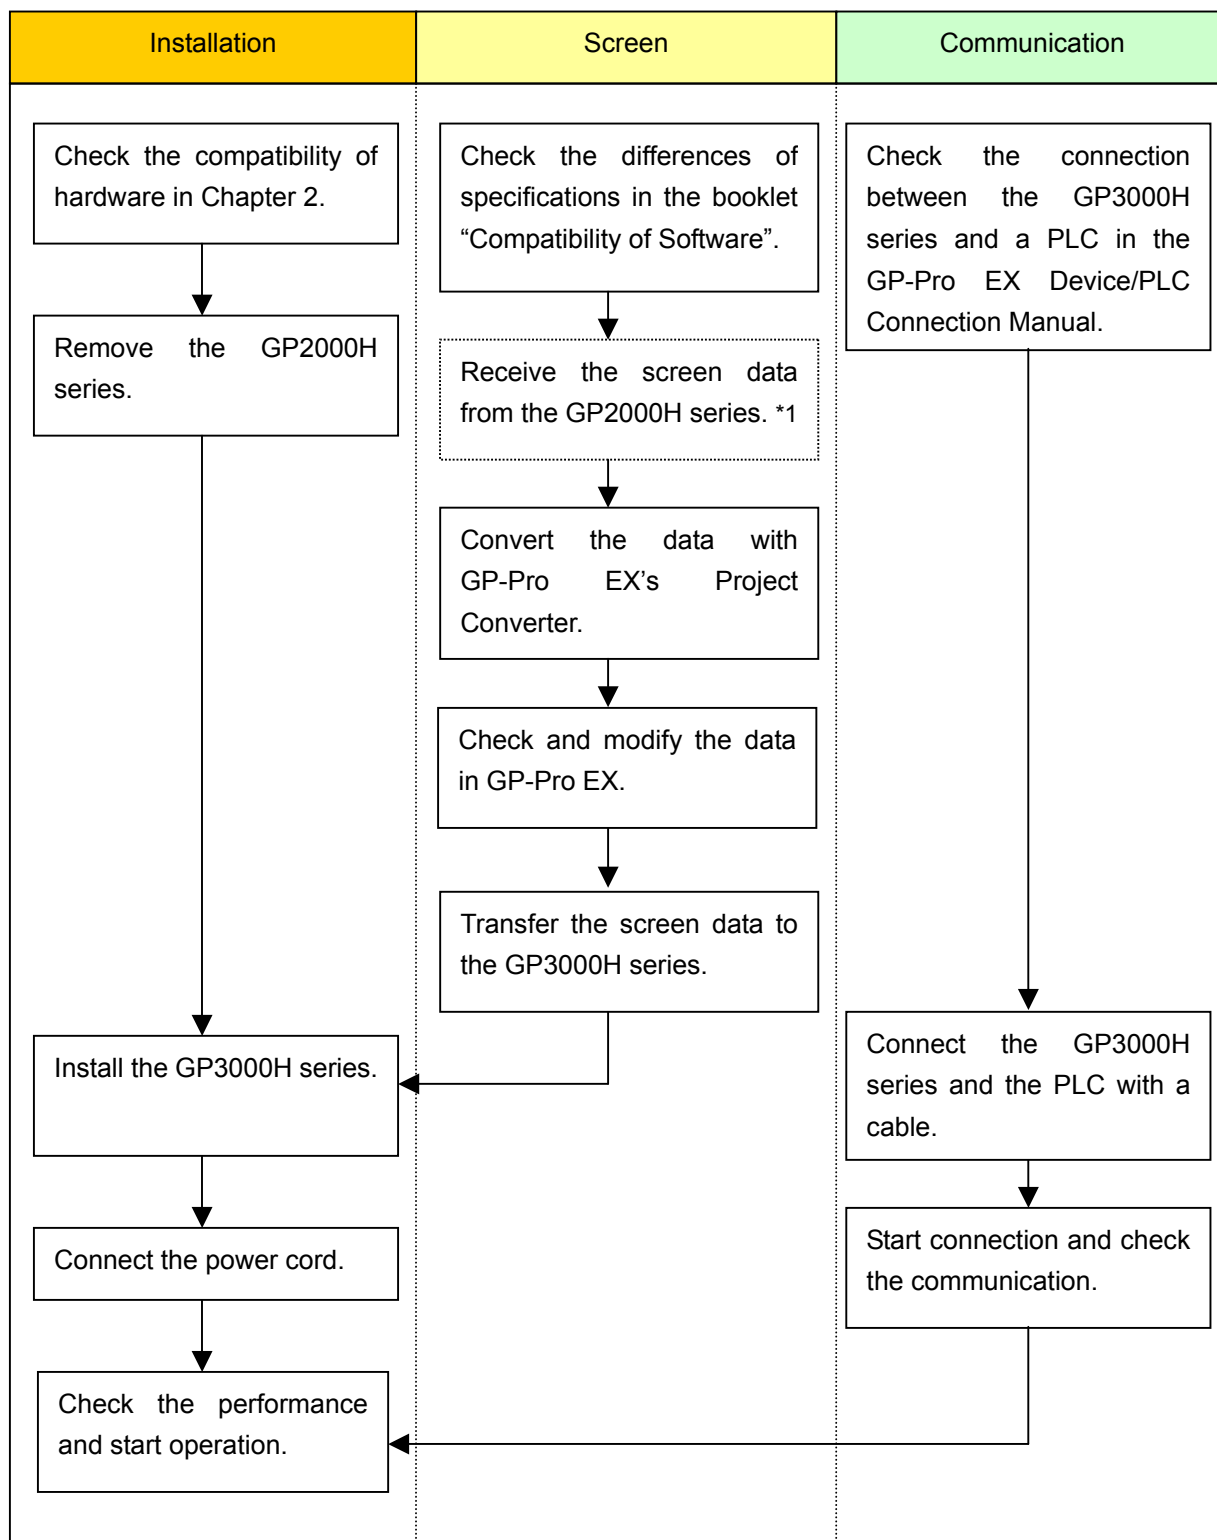 Installation
Screen
Communication
Check the compatibility of
hardware in Chapter 2.
Remove the GP2000H
series.
Install the GP3000H series.
Connect the power cord.
Check the performance
and start operation.
Check the differences of
specifications in the booklet
“Compatibility of Software”.
Receive the screen data
from the GP2000H series. *1
Convert the data with
GP-Pro EX’s Project
Converter.
Check and modify the data
in GP-Pro EX.
Transfer the screen data to
the GP3000H series.
Check the connection
between the GP3000H
series and a PLC in the
GP-Pro EX Device/PLC
Connection Manual.
Connect the GP3000H
series and the PLC with a
cable.
Start connection and check
the communication.